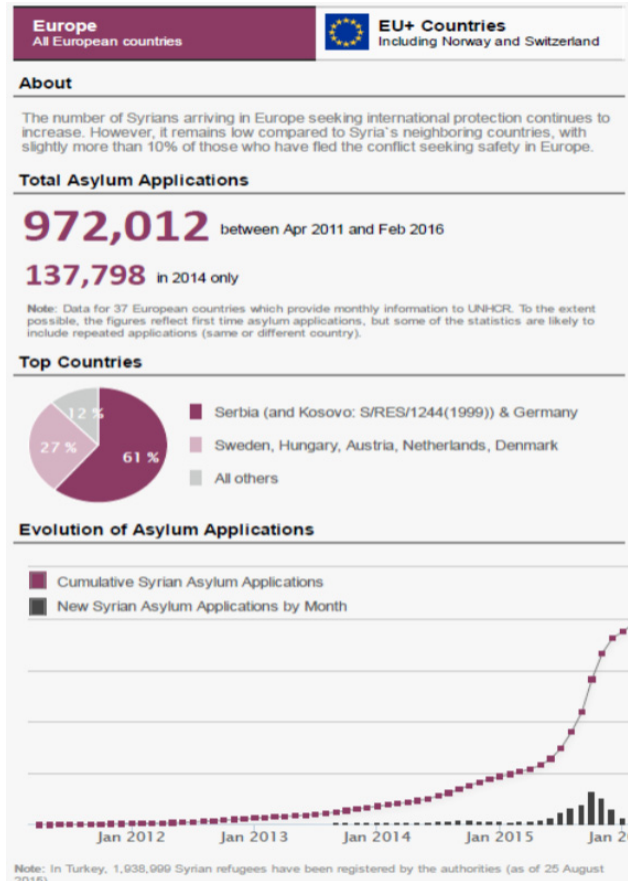 Europe
All European countries
EU+ Countries
Including Norway and Switzerland
About
The number of Syrians arriving in Europe seeking international protection continues to
increase. However, it remains low compared to Syria`s neighboring countries, with
slightly more than 10% of those who have fled the conflict seeking safety in Europe.
Total Asylum Applications
972,012 between Apr 2011 and Feb 2016
137,798 in 2014 only
Note: Data for 37 European countries which provide monthly information to UNHCR. To the extent
possible, the figures reflect first time asylum applications, but some of the statistics are likely to
include repeated applications (same or different country).
Top Countries
12 %
27 %
61 %
Serbia (and Kosovo: S/RES/1244(1999)) & Germany
Sweden, Hungary, Austria, Netherlands, Denmark
All others
Evolution of Asylum Applications
Cumulative Syrian Asylum Applications
New Syrian Asylum Applications by Month
Jan 2012 Jan 2013 Jan 2014 Jan 2015 Jan 2
Note: In Turkey, 1,938,999 Syrian refugees have been registered by the authorities (as of 25 August
2015)